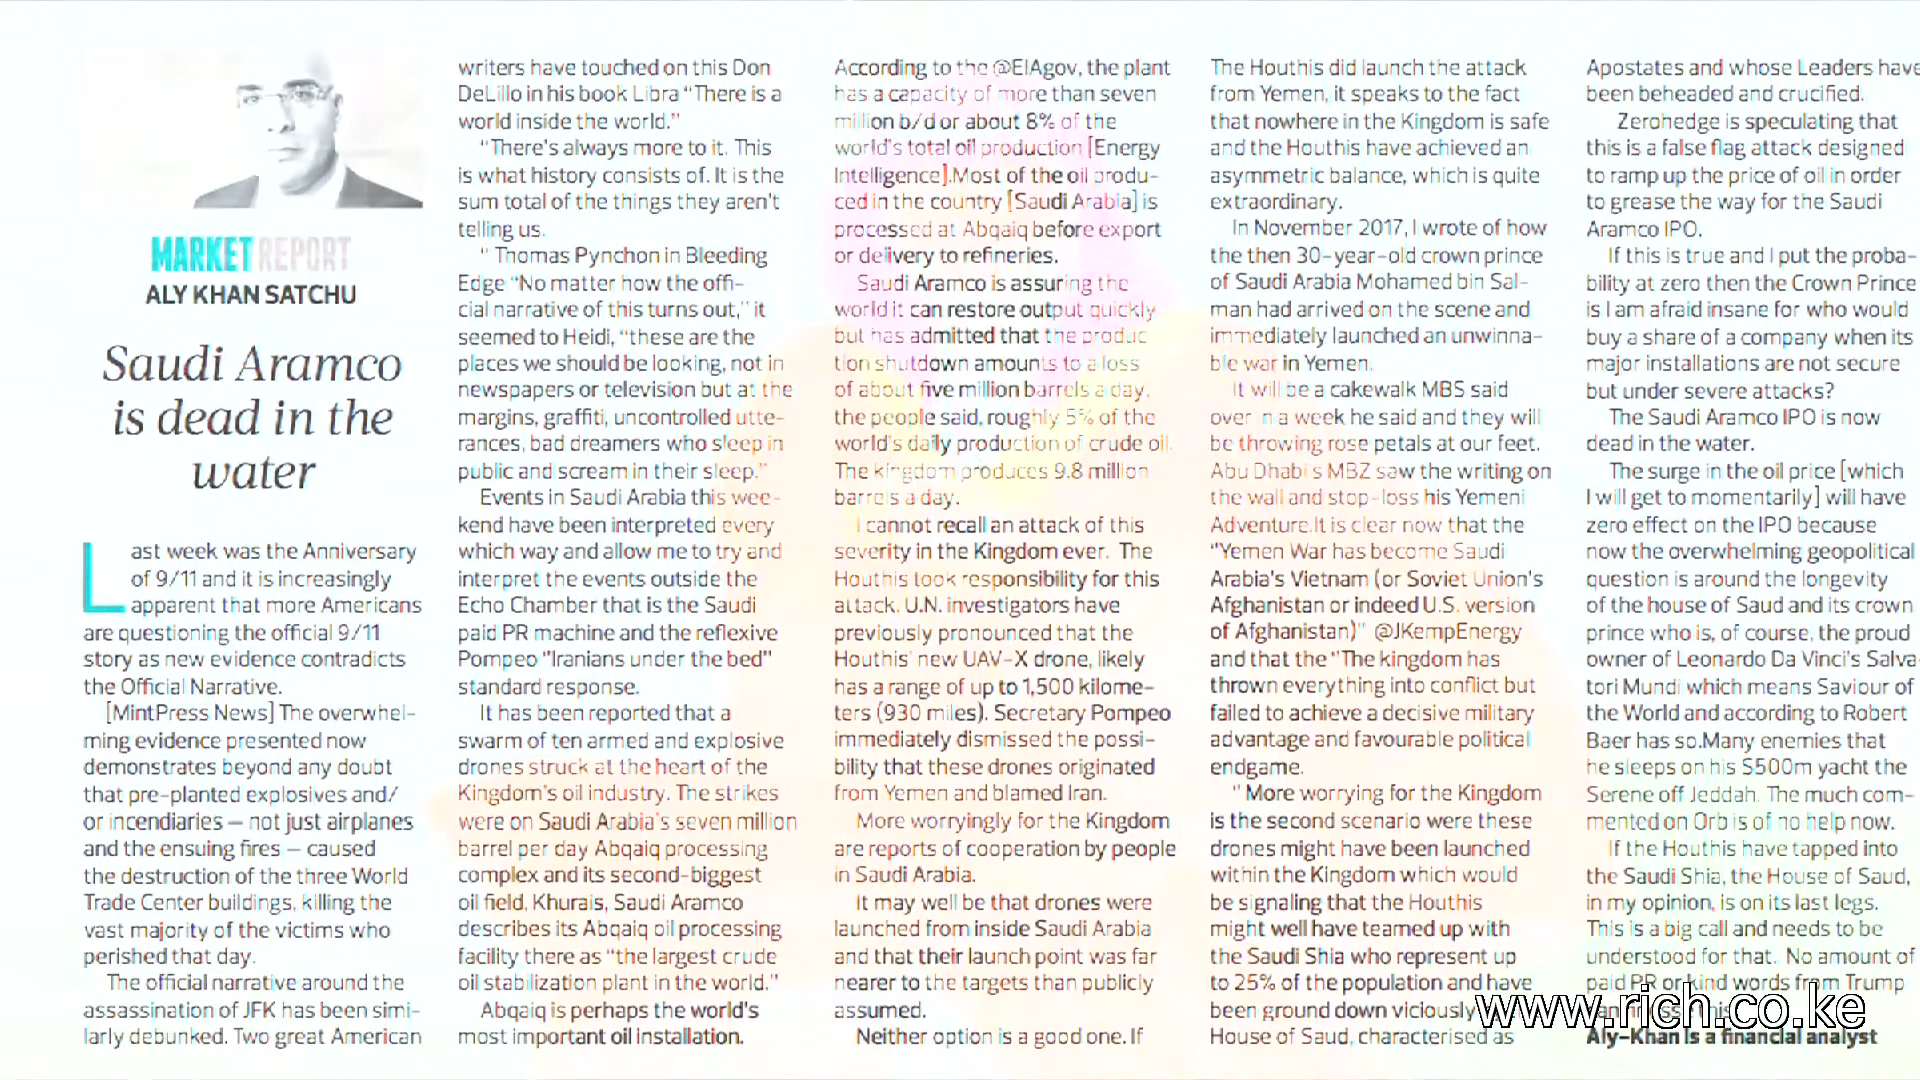 MARKET REPORT
ALY KHAN SATCHU
Saudi Aramco
is dead in the
water
Last week was the Anniversary
of 9/11 and it is increasingly
apparent that more Americans
are questioning the official 9/11
story as new evidence contradicts
the Official Narrative.
[MintPress News] The overwhel-
ming evidence presented now
demonstrates beyond any doubt
that pre-planted explosives and/
or incendiaries — not just airplanes
and the ensuing fires — caused
the destruction of the three World
Trade Center buildings, killing the
vast majority of the victims who
perished that day.
The official narrative around the
assassination of JFK has been simi-
larly debunked. Two great American
writers have touched on this Don
DeLillo in his book Libra “There is a
world inside the world.”
“There's always more to it. This
is what history consists of. It is the
sum total of the things they aren't
telling us.
“ Thomas Pynchon in Bleeding
Edge “No matter how the offi-
cial narrative of this turns out,” it
seemed to Heidi, “these are the
places we should be looking, not in
newspapers or television but at the
margins, graffiti, uncontrolled utte-
rances, bad dreamers who sleep in
public and scream in their sleep.”
Events in Saudi Arabia this wee-
kend have been interpreted every
which way and allow me to try and
interpret the events outside the
Echo Chamber that is the Saudi
paid PR machine and the reflexive
Pompeo "Iranians under the bed"
standard response.
It has been reported that a
swarm of ten armed and explosive
drones struck at the heart of the
Kingdom's oil industry. The strikes
were on Saudi Arabia's seven million
barrel per day Abqaiq processing
complex and its second-biggest
oil field, Khurais, Saudi Aramco
describes its Abqaiq oil processing
facility there as “the largest crude
oil stabilization plant in the world.”
Abqaiq is perhaps the world's
most important oil installation.
According to the @EIAgov, the plant
has a capacity of more than seven
million b/d or about 8% of the
world's total oil production [Energy
Intelligence].Most of the oil produ-
ced in the country [Saudi Arabia] is
processed at Abqaiq before export
or delivery to refineries.
Saudi Aramco is assuring the
world it can restore output quickly
but has admitted that the produc
tion shutdown amounts to a loss
of about five million barrels a day,
the people said, roughly 5% of the
world's daily production of crude oil.
The kingdom produces 9.8 million
barrels a day.
I cannot recall an attack of this
severity in the Kingdom ever. The
Houthis took responsibility for this
attack. U.N. investigators have
previously pronounced that the
Houthis' new UAV-X drone, likely
has a range of up to 1,500 kilome-
ters (930 miles). Secretary Pompeo
immediately dismissed the possi-
bility that these drones originated
from Yemen and blamed Iran.
More worryingly for the Kingdom
are reports of cooperation by people
in Saudi Arabia.
It may well be that drones were
launched from inside Saudi Arabia
and that their launch point was far
nearer to the targets than publicly
assumed.
Neither option is a good one. If
The Houthis did launch the attack
from Yemen, it speaks to the fact
that nowhere in the Kingdom is safe
and the Houthis have achieved an
asymmetric balance, which is quite
extraordinary.
In November 2017, I wrote of how
the then 30-year-old crown prince
of Saudi Arabia Mohamed bin Sal-
man had arrived on the scene and
immediately launched an unwinna-
ble war in Yemen.
It will be a cakewalk MBS said
over in a week he said and they will
be throwing rose petals at our feet.
Abu Dhabi's MBZ saw the writing on
the wall and stop-loss his Yemeni
Adventure.It is clear now that the
“Yemen War has become Saudi
Arabia's Vietnam (or Soviet Union's
Afghanistan or indeed U.S. version
of Afghanistan)” @JKempEnergy
and that the “The kingdom has
thrown everything into conflict but
failed to achieve a decisive military
advantage and favourable political
endgame.
“ More worrying for the Kingdom
is the second scenario were these
drones might have been launched
within the Kingdom which would
be signaling that the Houthis
might well have teamed up with
the Saudi Shia who represent up
to 25% of the population and have
been ground down viciously
House of Saud, characterised as
Apostates and whose Leaders have
been beheaded and crucified.
Zerohedge is speculating that
this is a false flag attack designed
to ramp up the price of oil in order
to grease the way for the Saudi
Aramco IPO.
If this is true and I put the proba-
bility at zero then the Crown Prince
is I am afraid insane for who would
buy a share of a company when its
major installations are not secure
but under severe attacks?
The Saudi Aramco IPO is now
dead in the water.
The surge in the oil price [which
I will get to momentarily] will have
zero effect on the IPO because
now the overwhelming geopolitical
question is around the longevity
of the house of Saud and its crown
prince who is, of course, the proud
owner of Leonardo Da Vinci's Salva-
tori Mundi which means Saviour of
the World and according to Robert
Baer has so.Many enemies that
he sleeps on his $500m yacht the
Serene off Jeddah. The much com-
mented on Orb is of no help now.
If the Houthis have tapped into
the Saudi Shia, the House of Saud,
in my opinion, is on its last legs.
This is a big call and needs to be
understood for that. No amount of
paid PR or kind words from Trump
www.rich.co.ke
Aly-Khan is a financial analyst